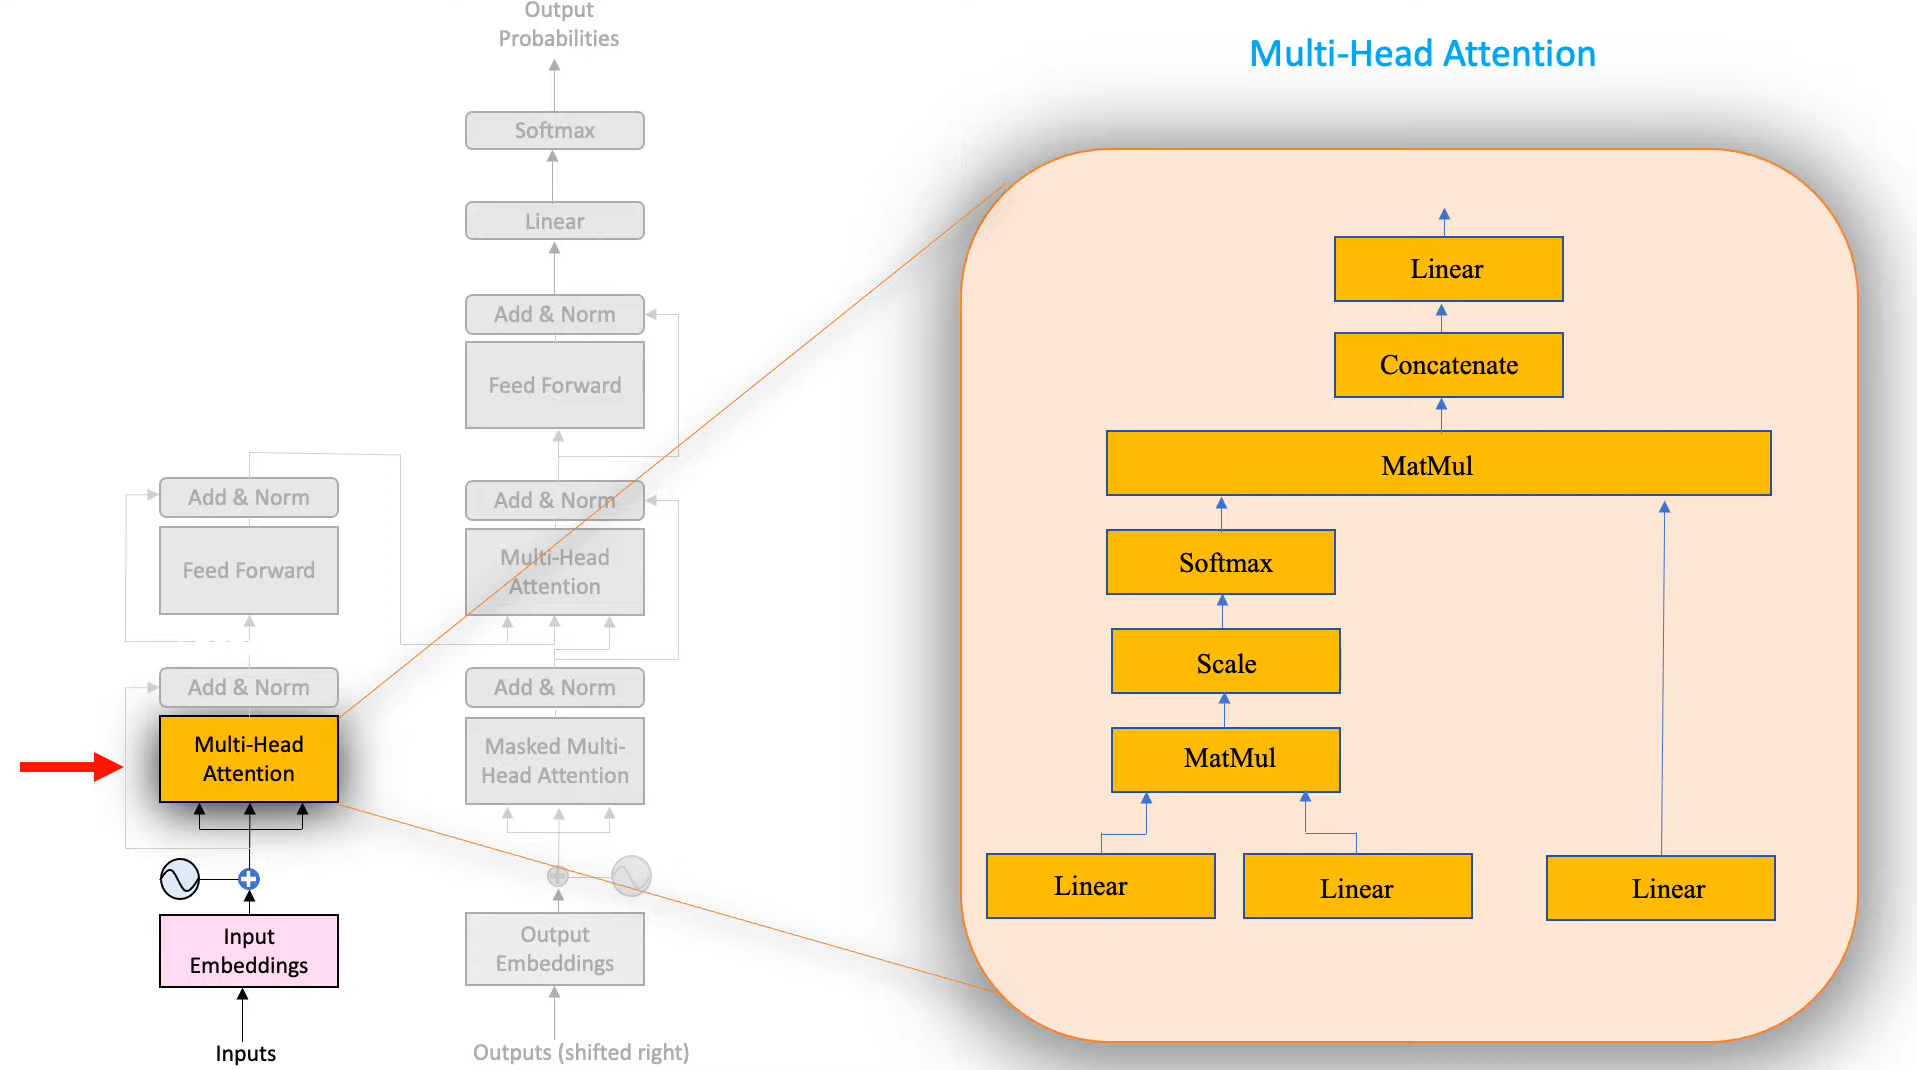 Output
Probabilities
Softmax
Linear
Add & Norm
Feed Forward
Add & Norm
Multi-Head
Attention
Add & Norm
Masked Multi-
Head Attention
Output
Embeddings
Outputs (shifted right)
Add & Norm
Feed Forward
Add & Norm
Multi-Head
Attention
Input
Embeddings
Inputs
Multi-Head Attention
Linear
Concatenate
MatMul
Softmax
Scale
MatMul
Linear
Linear
Linear